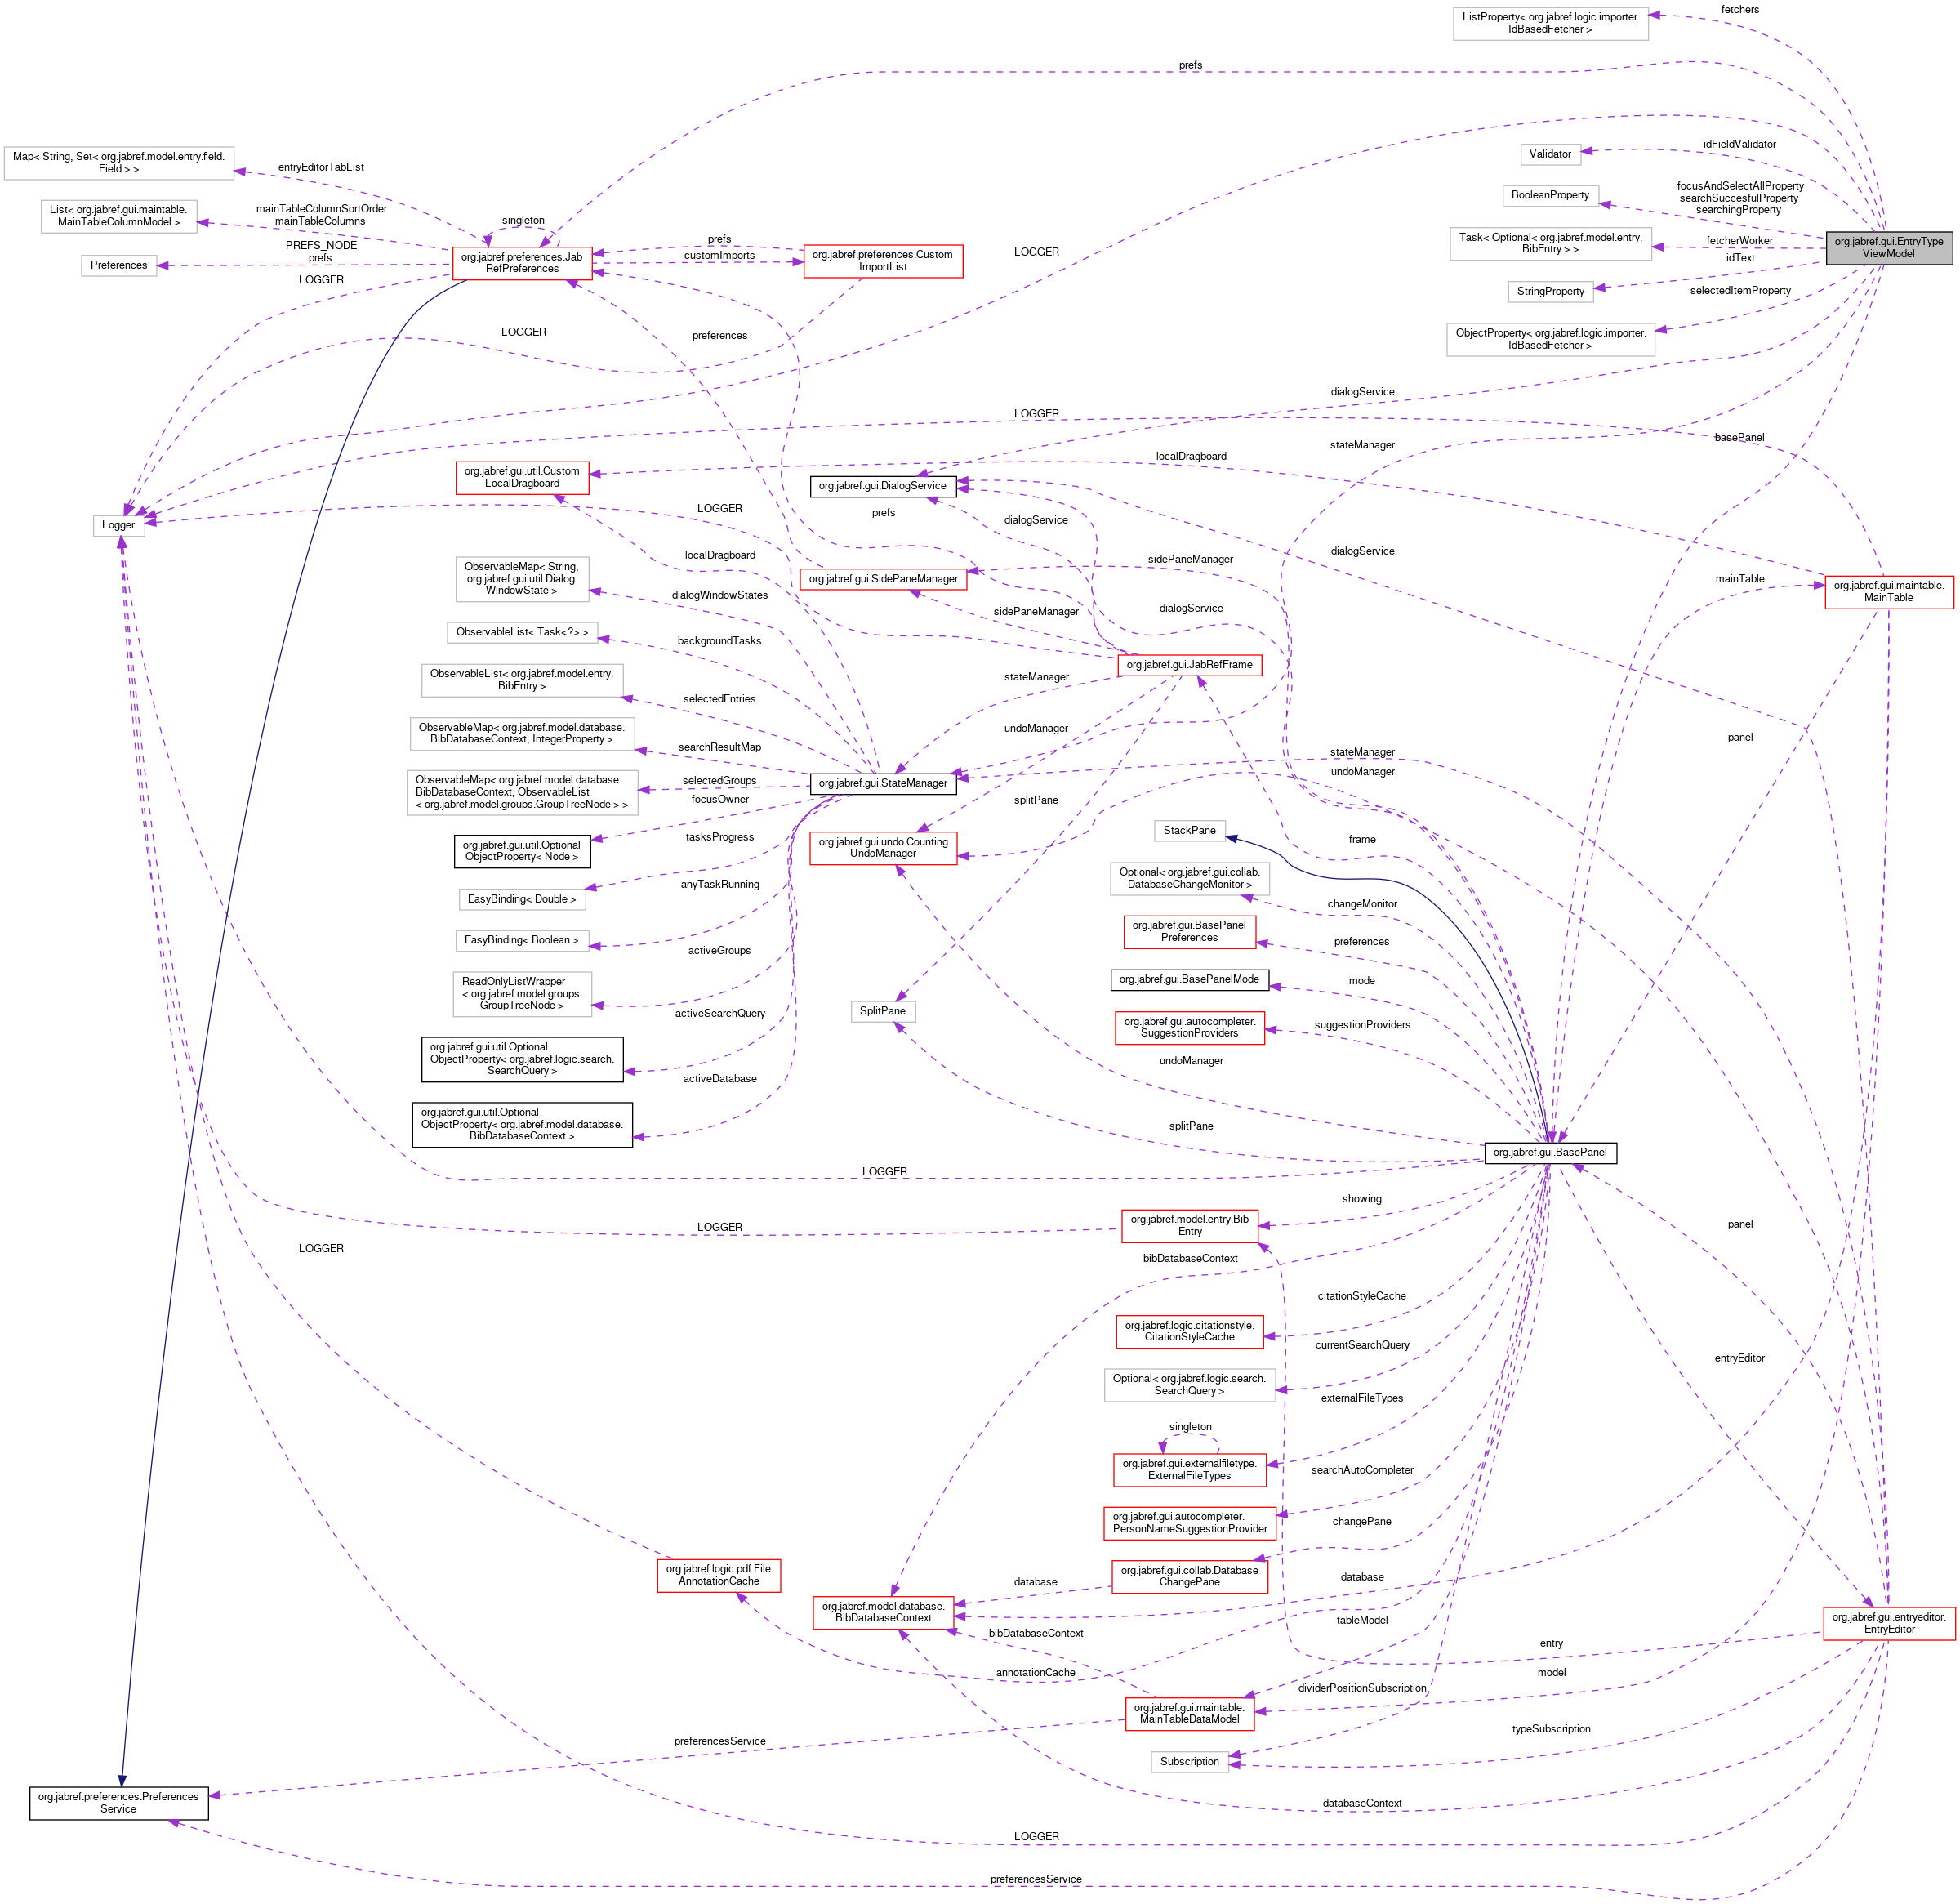 fetchers
ListProperty< org.jabref.logic.importer.
IdBasedFetcher >
prefs
idFieldValidator
Validator
Map< String, Set< org.jabref.model.entry.field.
Field > >
entryEditorTabList
focusAndSelectAllProperty
searchSuccesfulProperty
searchingProperty
BooleanProperty
List< org.jabref.gui.maintable.
MainTableColumnModel >
mainTableColumnSortOrder
mainTableColumns
singleton
PREFS_NODE
prefs
Preferences
org.jabref.preferences.Jab
RefPreferences
prefs
customImports
org.jabref.preferences.Custom
ImportList
LOGGER
LOGGER
Task< Optional< org.jabref.model.entry.
BibEntry > >
fetcherWorker
idText
org.jabref.gui.EntryType
ViewModel
StringProperty
selectedItemProperty
ObjectProperty< org.jabref.logic.importer.
IdBasedFetcher >
LOGGER
preferences
dialogService
LOGGER
stateManager
basePanel
localDragboard
org.jabref.gui.util.Custom
LocalDragboard
org.jabref.gui.DialogService
Logger
LOGGER
prefs
dialogService
localDragboard
sidePaneManager
dialogService
ObservableMap< String,
org.jabref.gui.util.Dialog
WindowState >
dialogWindowStates
org.jabref.gui.SidePaneManager
mainTable
org.jabref.gui.maintable.
MainTable
sidePaneManager
dialogService
ObservableList< Task<?> >
backgroundTasks
org.jabref.gui.JabRefFrame
ObservableList< org.jabref.model.entry.
BibEntry >
selectedEntries
stateManager
ObservableMap< org.jabref.model.database.
BibDatabaseContext, IntegerProperty >
searchResultMap
undoManager
panel
stateManager
undoManager
ObservableMap< org.jabref.model.database.
BibDatabaseContext, ObservableList
< org.jabref.model.groups.GroupTreeNode > >
selectedGroups
org.jabref.gui.StateManager
focusOwner
splitPane
org.jabref.gui.util.Optional
ObjectProperty< Node >
tasksProgress
org.jabref.gui.undo.Counting
UndoManager
StackPane
frame
EasyBinding< Double >
anyTaskRunning
Optional< org.jabref.gui.collab.
DatabaseChangeMonitor >
changeMonitor
EasyBinding< Boolean >
activeGroups
org.jabref.gui.BasePanel
Preferences
preferences
ReadOnlyListWrapper
< org.jabref.model.groups.
GroupTreeNode >
org.jabref.gui.BasePanelMode
mode
activeSearchQuery
SplitPane
org.jabref.gui.autocompleter.
SuggestionProviders
suggestionProviders
org.jabref.gui.util.Optional
ObjectProperty< org.jabref.logic.search.
SearchQuery >
activeDatabase
undoManager
org.jabref.gui.util.Optional
ObjectProperty< org.jabref.model.database.
BibDatabaseContext >
splitPane
org.jabref.gui.BasePanel
LOGGER
showing
org.jabref.model.entry.Bib
Entry
LOGGER
panel
LOGGER
bibDatabaseContext
citationStyleCache
org.jabref.logic.citationstyle.
CitationStyleCache
currentSearchQuery
entryEditor
Optional< org.jabref.logic.search.
SearchQuery >
externalFileTypes
singleton
org.jabref.gui.externalfiletype.
ExternalFileTypes
searchAutoCompleter
org.jabref.gui.autocompleter.
PersonNameSuggestionProvider
changePane
org.jabref.logic.pdf.File
AnnotationCache
database
org.jabref.gui.collab.Database
ChangePane
database
org.jabref.model.database.
BibDatabaseContext
tableModel
org.jabref.gui.entryeditor.
EntryEditor
bibDatabaseContext
entry
annotationCache
model
dividerPositionSubscription
org.jabref.gui.maintable.
MainTableDataModel
typeSubscription
preferencesService
Subscription
org.jabref.preferences.Preferences
Service
databaseContext
LOGGER
preferencesService